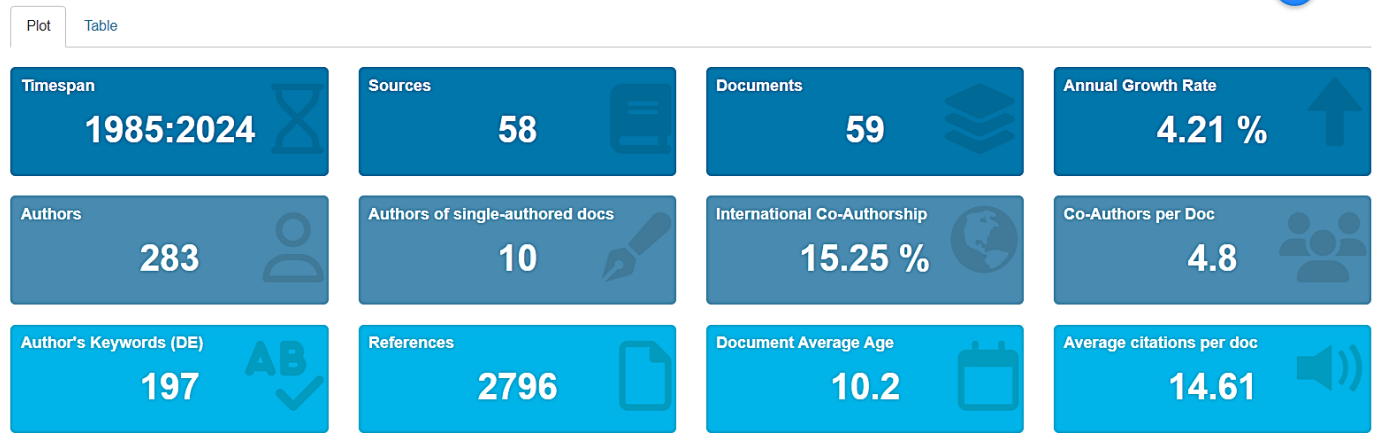 Plot Table
Timespan
1985:2024
Sources
58
Documents
59
Annual Growth Rate
4.21 %
Authors
283
Authors of single-authored docs
10
International Co-Authorship
15.25 %
Co-Authors per Doc
4.8
Author's Keywords (DE)
197
AB
References
2796
Document Average Age
10.2
Average citations per doc
14.61